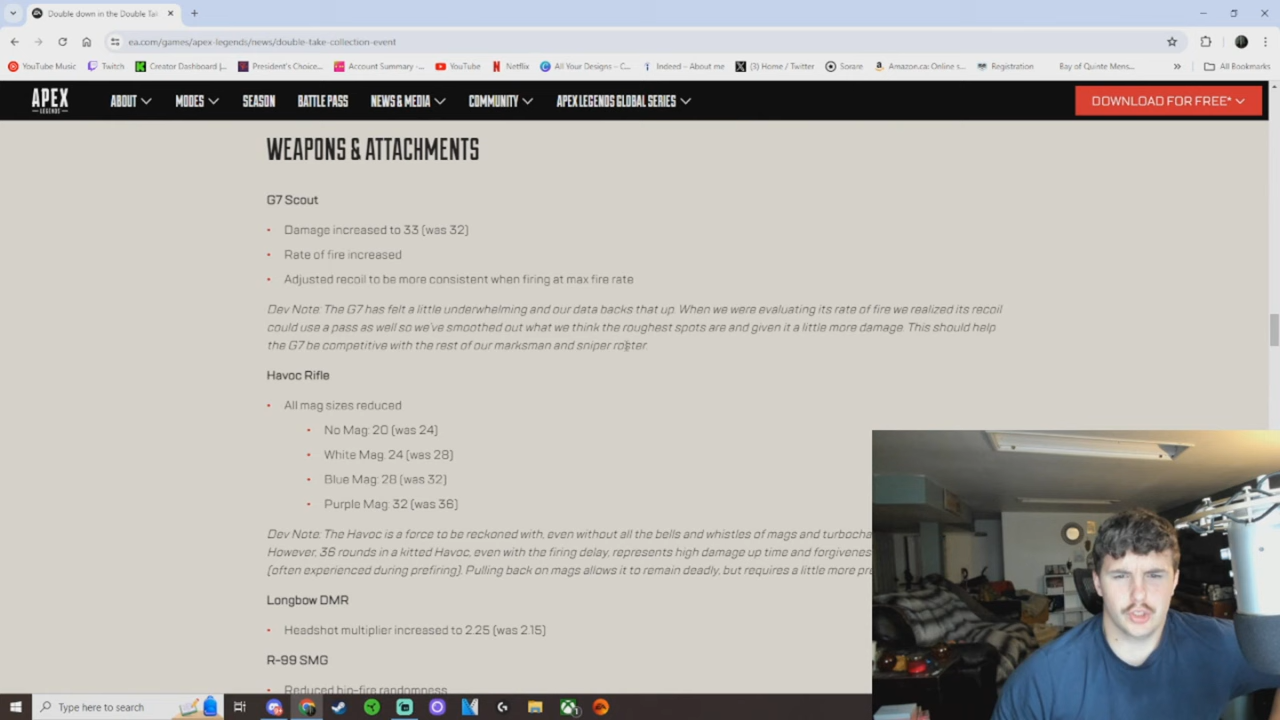 Double down in the Double Ta
ea.com/games/apex-legends/news/double-take-collection-event
YouTube Music
Twitch
Creator Dashboard |...
President's Choice...
Account Summary -...
YouTube
Netflix
All Your Designs – C...
Indeed – About me
(3) Home / Twitter
Sorare
Amazon.ca: Online s...
Registration
Bay of Quinte Mens...
»
All Bookmarks
APEX
LEGENDS
ABOUT
MODES
SEASON
BATTLE PASS
NEWS & MEDIA
COMMUNITY
APEX LEGENDS GLOBAL SERIES
DOWNLOAD FOR FREE*
WEAPONS & ATTACHMENTS
G7 Scout
• Damage increased to 33 (was 32)
• Rate of fire increased
• Adjusted recoil to be more consistent when firing at max fire rate
Dev Note: The G7 has felt a little underwhelming and our data backs that up. When we were evaluating its rate of fire we realized its recoil
could use a pass as well so we've smoothed out what we think the roughest spots are and given it a little more damage. This should help
the G7 be competitive with the rest of our marksman and sniper roster.
Havoc Rifle
• All mag sizes reduced
• No Mag: 20 (was 24)
• White Mag: 24 (was 28)
• Blue Mag: 28 (was 32)
• Purple Mag: 32 (was 36)
Dev Note: The Havoc is a force to be reckoned with, even without all the bells and whistles of mags and turbocha
However, 36 rounds in a kitted Havoc, even with the firing delay, represents high damage up time and forgiveness
(often experienced during prefiring). Pulling back on mags allows it to remain deadly, but requires a little more pre
Longbow DMR
• Headshot multiplier increased to 2.25 (was 2.15)
R-99 SMG
• Reduced hip-fire randomness
Type here to search